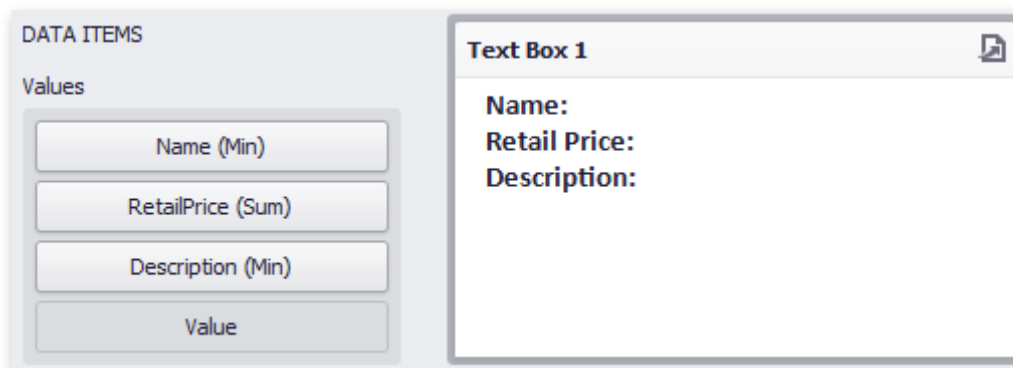 DATA ITEMS
Values
Name (Min)
RetailPrice (Sum)
Description (Min)
Value
Text Box 1
Name:
Retail Price:
Description: